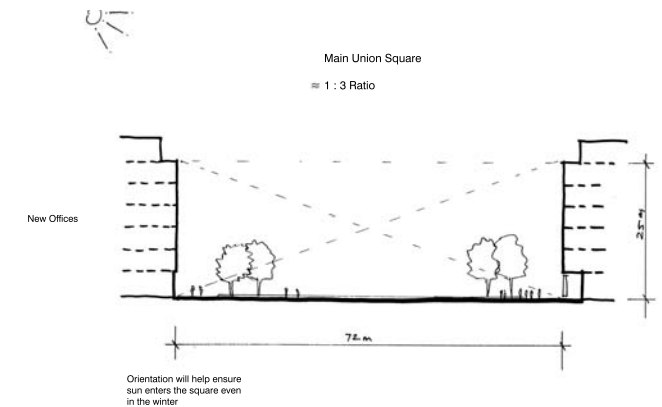 Main Union Square
≈ 1 : 3 Ratio
New Offices
25m
72m
Orientation will help ensure
sun enters the square even
in the winter